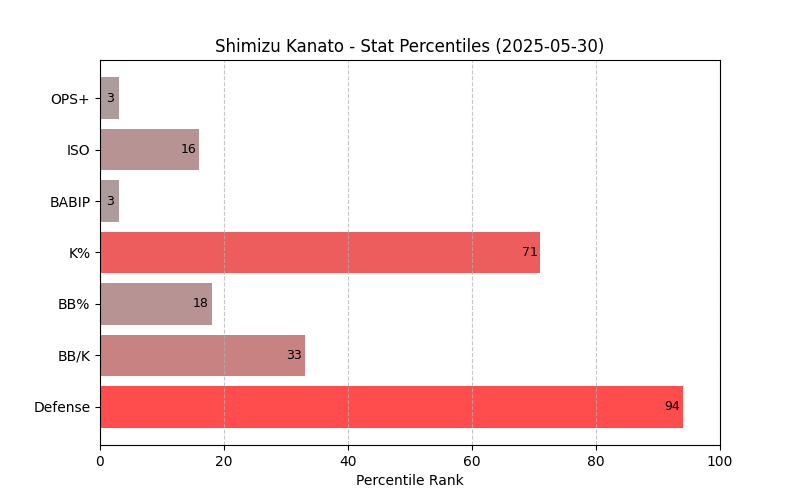 Shimizu Kanato - Stat Percentiles (2025-05-30)
OPS+ 3
ISO 16
BABIP 3
K% 71
BB% 18
BB/K 33
Defense 94
0 20 40 60 80 100
Percentile Rank